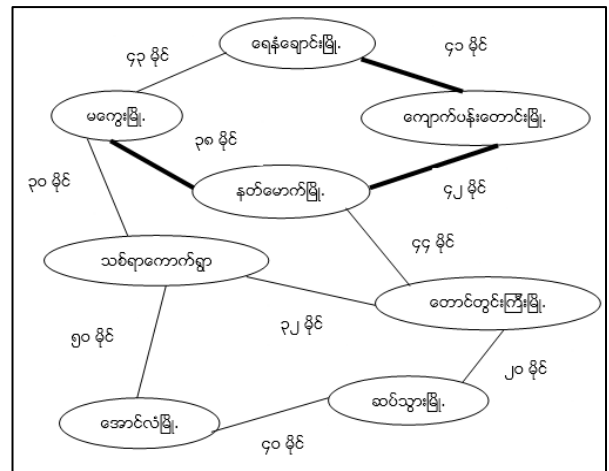 ရေနံချောင်းမြို့.
၄၃ မိုင်
၄၁ မိုင်
မကွေးမြို့.
ကျောက်ပန်းတောင်းမြို့.
၃၈ မိုင်
၃၀ မိုင်
နတ်မောက်မြို့.
၄၂ မိုင်
၄၄ မိုင်
သစ်ရာကောက်ရွာ
တောင်တွင်းကြီးမြို့.
၃၂ မိုင်
၅၀ မိုင်
၂၀ မိုင်
ဆပ်သွားမြို့.
အောင်လံမြို့.
၄၀ မိုင်